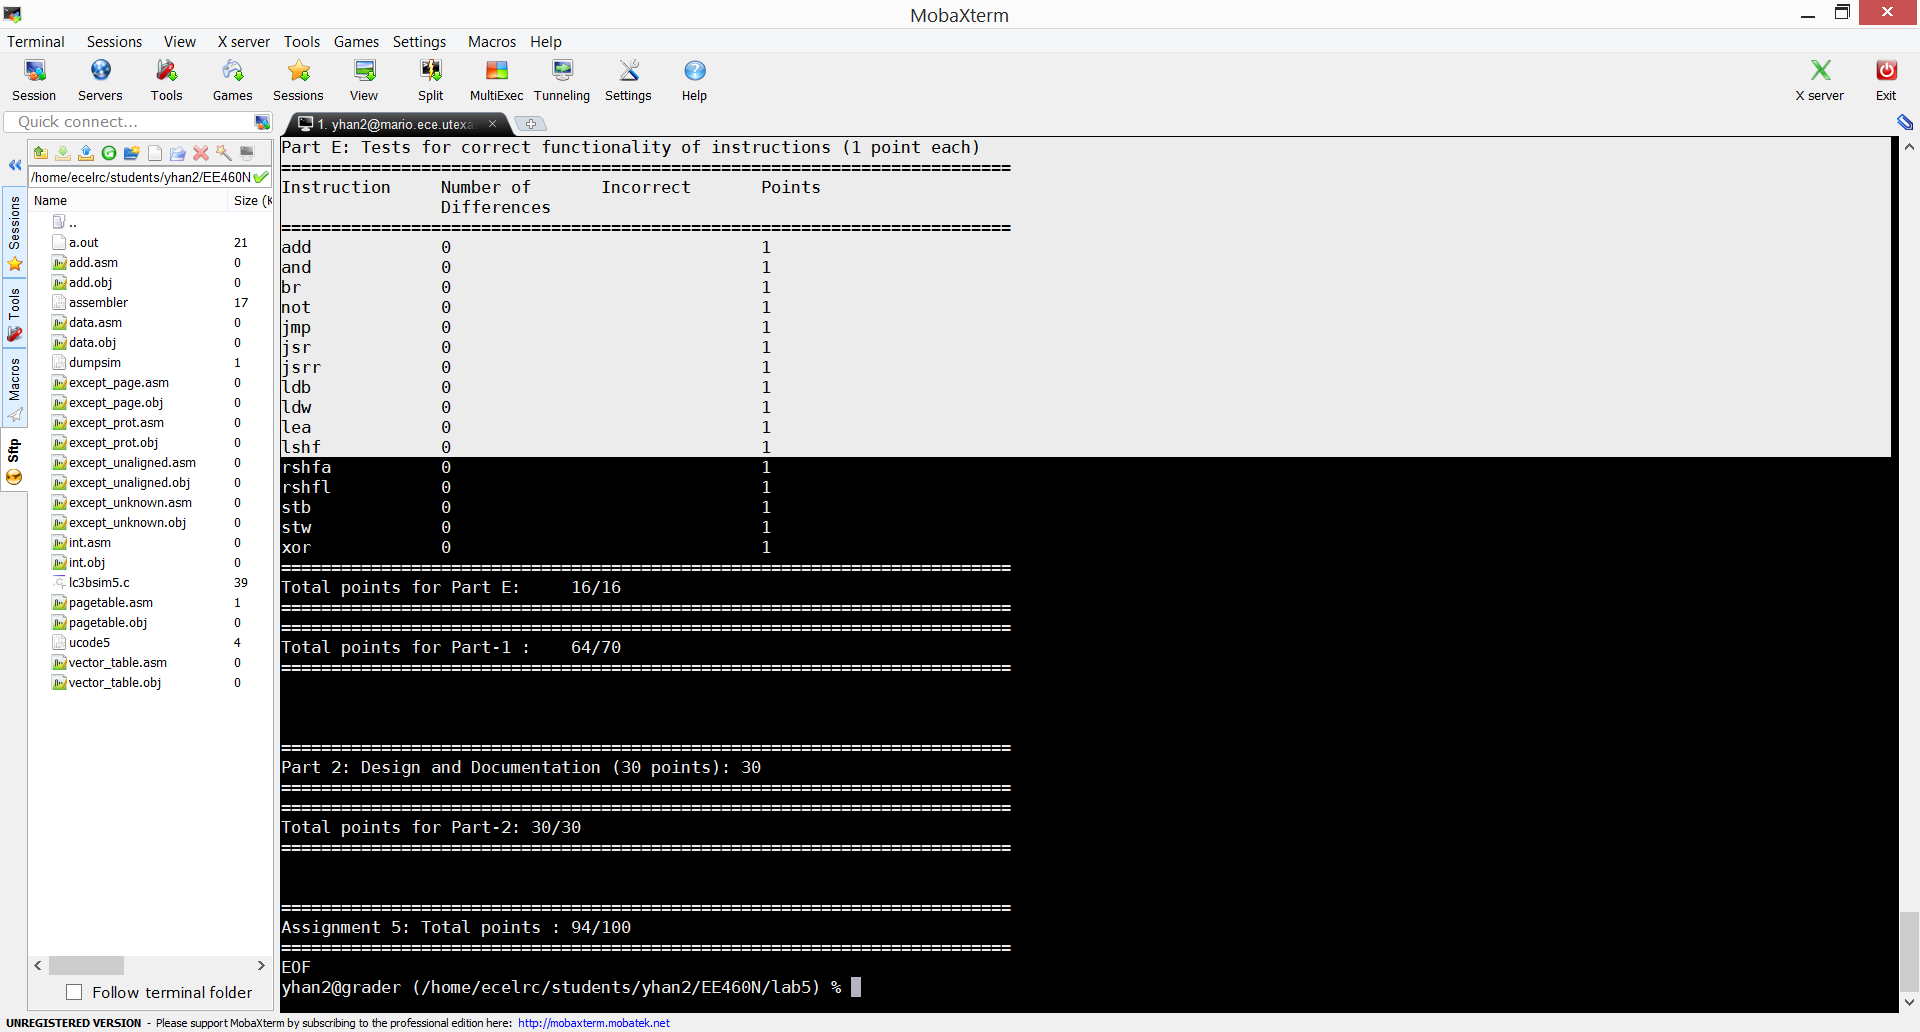 MobaXterm
Terminal Sessions View X server Tools Games Settings Macros Help
Session Servers Tools Games Sessions View Split MultiExec Tunneling Settings Help X server Exit
Quick connect...
1. yhan2@mario.ece.utexa
/home/ecelrc/students/yhan2/EE460N
Name Size (K
..
a.out 21
add.asm 0
add.obj 0
assembler 17
data.asm 0
data.obj 0
dumpsim 1
except_page.asm 0
except_page.obj 0
except_prot.asm 0
except_prot.obj 0
except_unaligned.asm 0
except_unaligned.obj 0
except_unknown.asm 0
except_unknown.obj 0
int.asm 0
int.obj 0
lc3bsim5.c 39
pagetable.asm 1
pagetable.obj 0
ucode5 4
vector_table.asm 0
vector_table.obj 0
Follow terminal folder
Sessions
Tools
Macros
Sftp
Part E: Tests for correct functionality of instructions (1 point each)
=========================================================================
Instruction Number of Incorrect Points
Differences
=========================================================================
add 0 1
and 0 1
br 0 1
not 0 1
jmp 0 1
jsr 0 1
jsrr 0 1
ldb 0 1
ldw 0 1
lea 0 1
lshf 0 1
rshfa 0 1
rshfl 0 1
stb 0 1
stw 0 1
xor 0 1
=========================================================================
Total points for Part E: 16/16
=========================================================================
=========================================================================
Total points for Part-1 : 64/70
=========================================================================
=========================================================================
Part 2: Design and Documentation (30 points): 30
=========================================================================
=========================================================================
Total points for Part-2: 30/30
=========================================================================
=========================================================================
Assignment 5: Total points : 94/100
=========================================================================
EOF
yhan2@grader (/home/ecelrc/students/yhan2/EE460N/lab5) %
UNREGISTERED VERSION - Please support MobaXterm by subscribing to the professional edition here: http://mobaxterm.mobatek.net